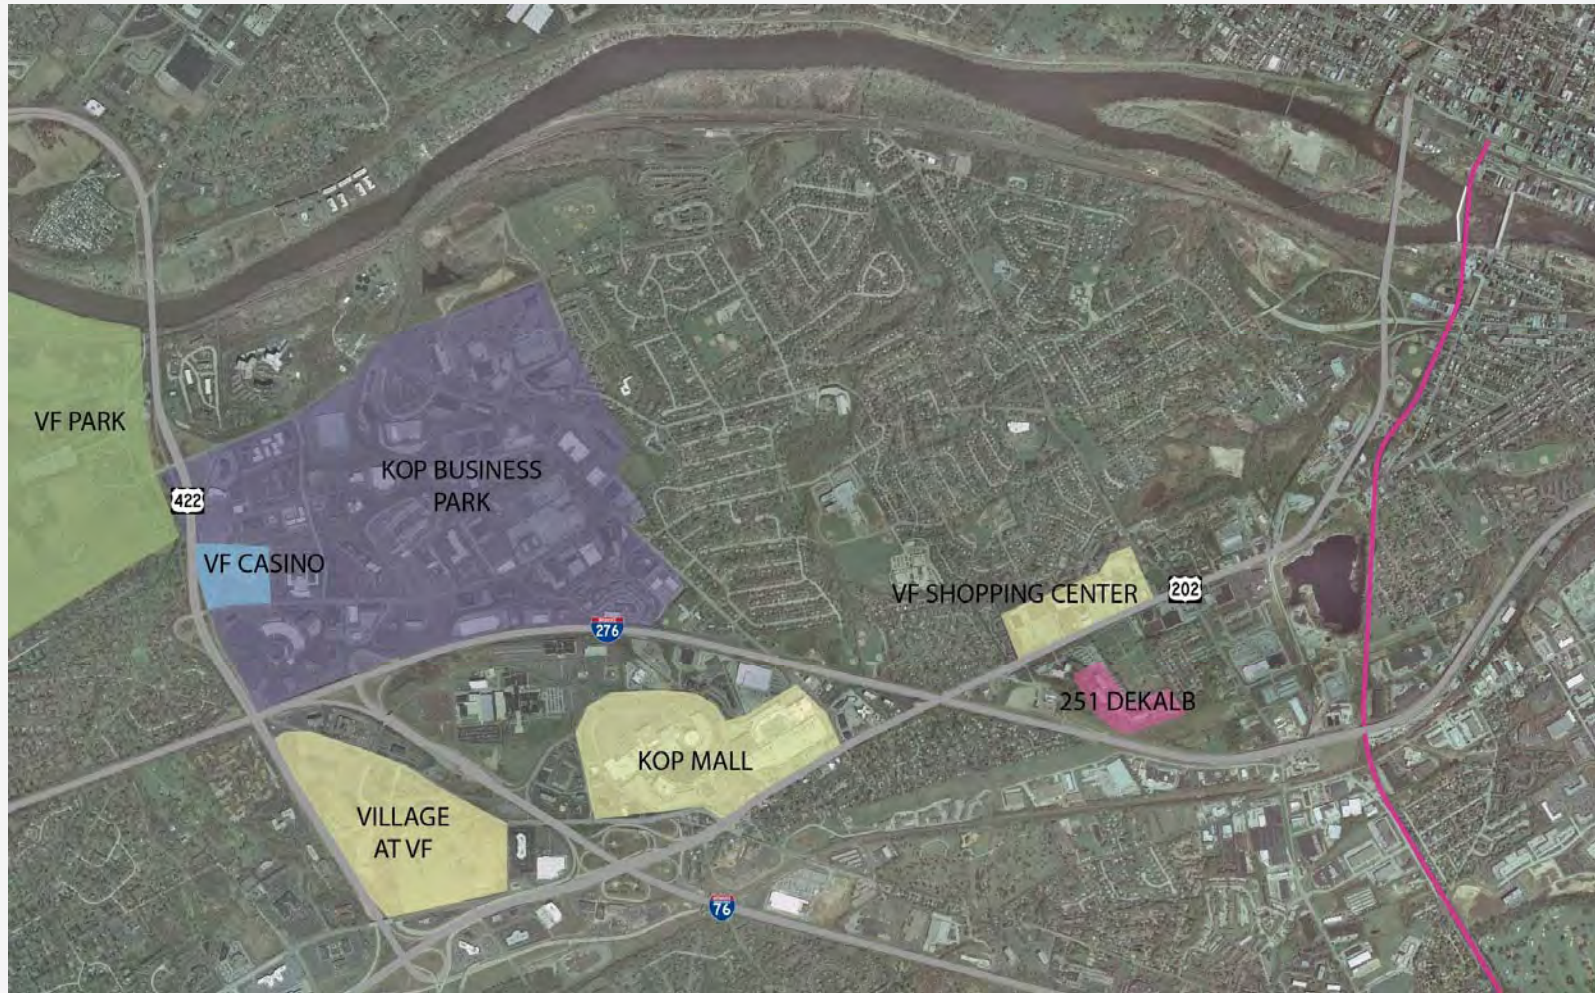 VF PARK
KOP BUSINESS
PARK
422
VF CASINO
VF SHOPPING CENTER
202
276
251 DEKALB
KOP MALL
VILLAGE
AT VF
76